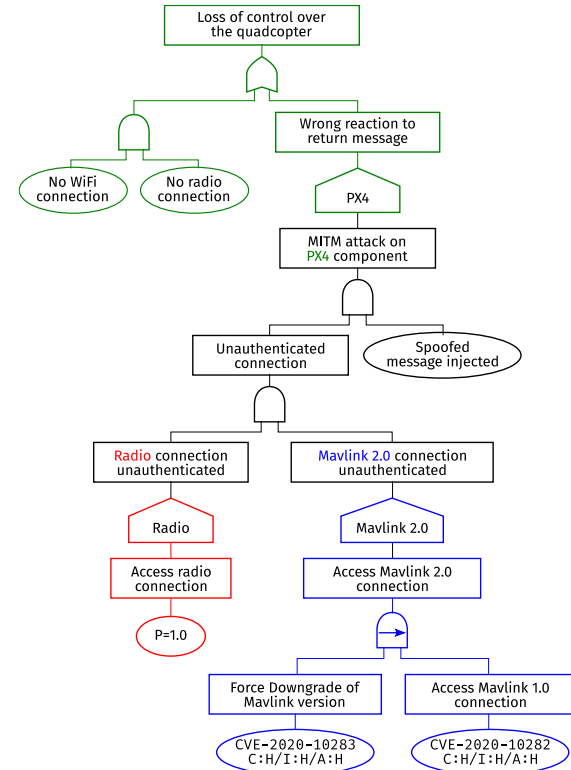 Loss of control over
the quadcopter
Wrong reaction to
return message
No WiFi
connection
No radio
connection
PX4
MITM attack on
PX4 component
Unauthenticated
connection
Spoofed
message injected
Radio connection
unauthenticated
Mavlink 2.0 connection
unauthenticated
Radio
Mavlink 2.0
Access radio
connection
Access Mavlink 2.0
connection
P=1.0
Force Downgrade of
Mavlink version
Access Mavlink 1.0
connection
CVE-2020-10283
C:H/I:H/A:H
CVE-2020-10282
C:H/I:H/A:H